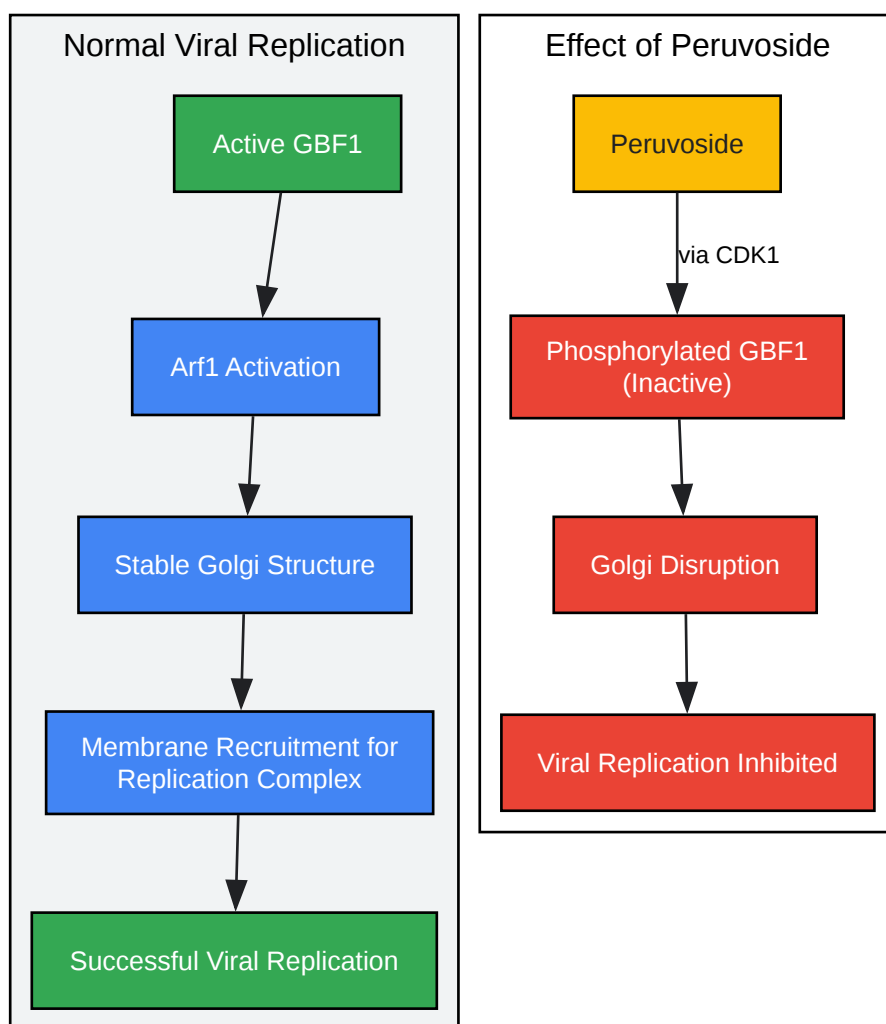 Normal Viral Replication
Active GBF1
Arf1 Activation
Stable Golgi Structure
Membrane Recruitment for
Replication Complex
Successful Viral Replication
Effect of Peruvoside
Peruvoside
via CDK1
Phosphorylated GBF1
(Inactive)
Golgi Disruption
Viral Replication Inhibited